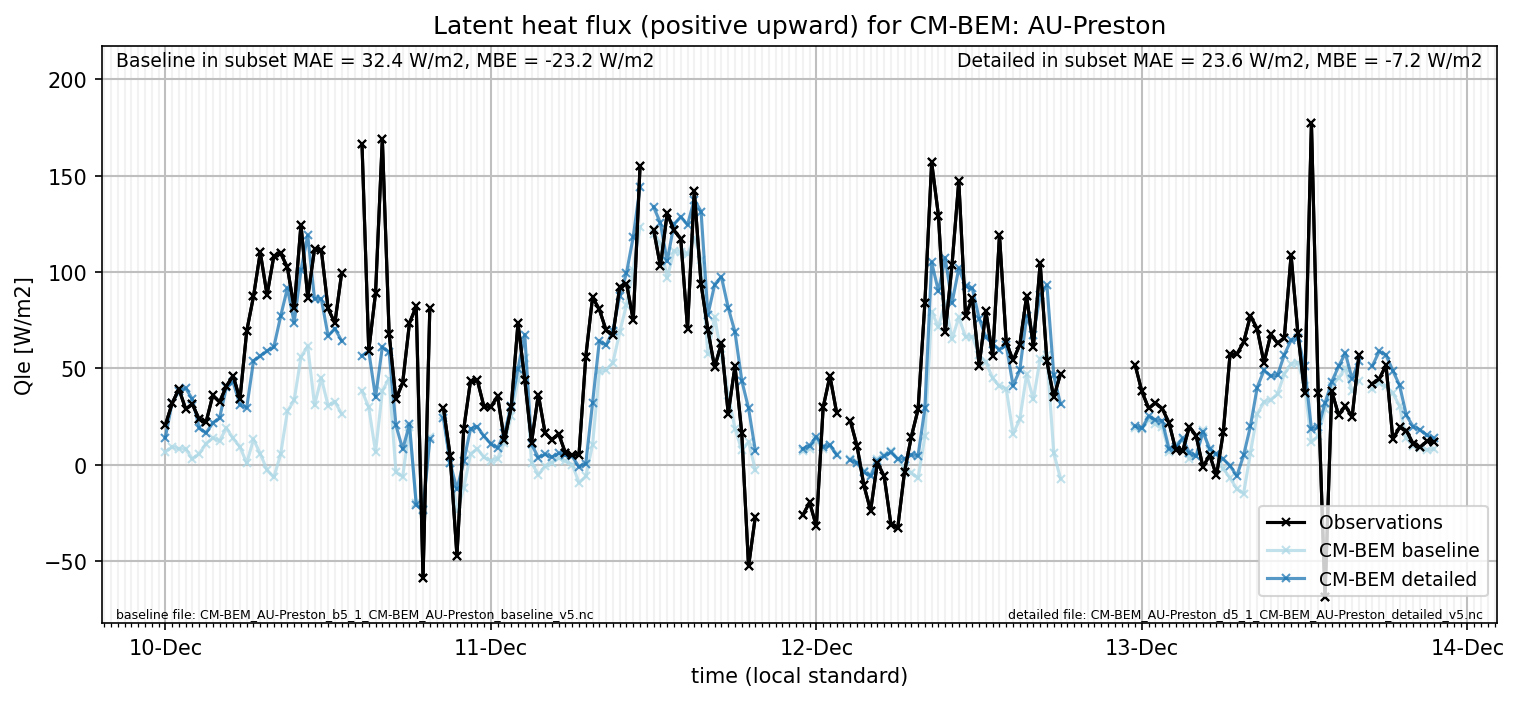 Latent heat flux (positive upward) for CM-BEM: AU-Preston
Baseline in subset MAE = 32.4 W/m2, MBE = -23.2 W/m2
Detailed in subset MAE = 23.6 W/m2, MBE = -7.2 W/m2
Qle [W/m2]
200
150
100
50
0
−50
Observations
CM-BEM baseline
CM-BEM detailed
baseline file: CM-BEM_AU-Preston_b5_1_CM-BEM_AU-Preston_baseline_v5.nc
detailed file: CM-BEM_AU-Preston_d5_1_CM-BEM_AU-Preston_detailed_v5.nc
10-Dec
11-Dec
12-Dec
13-Dec
14-Dec
time (local standard)